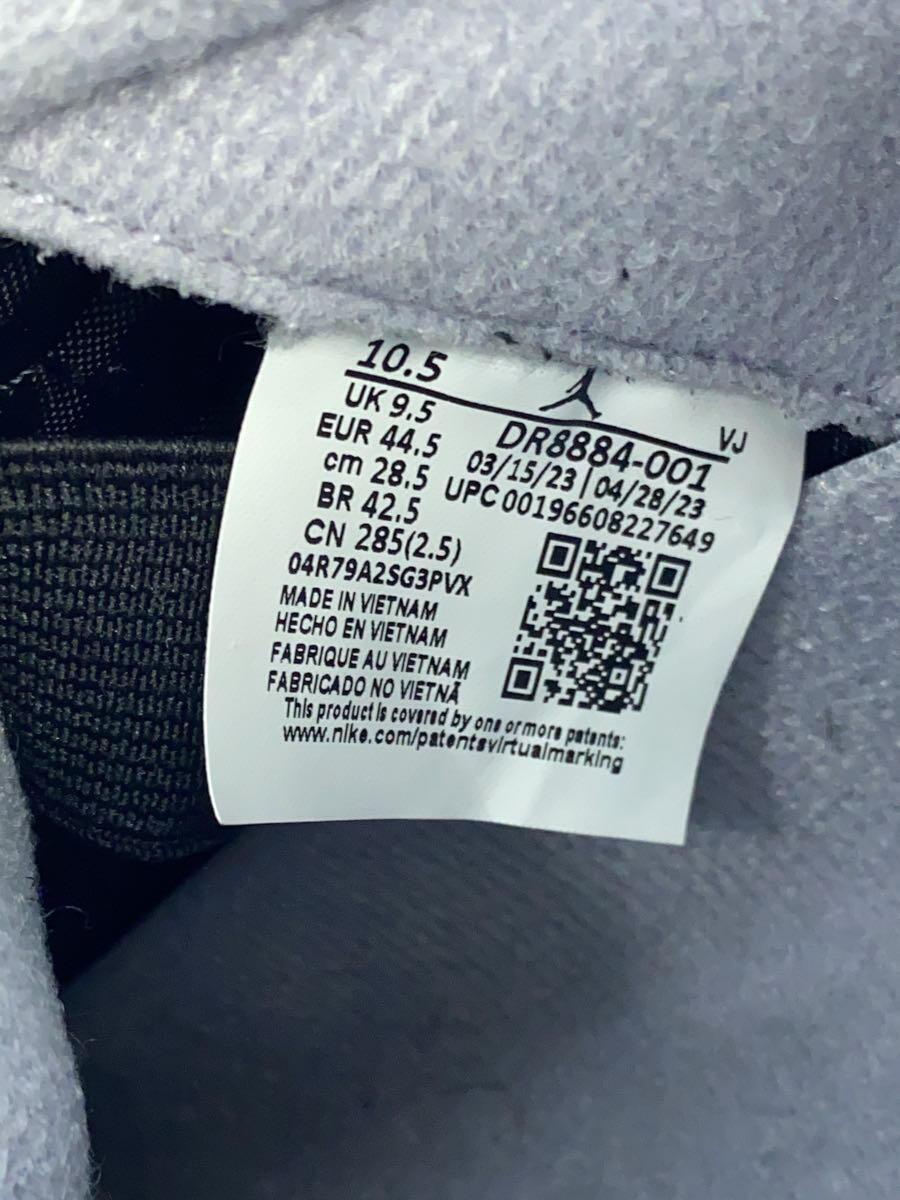 10.5
VJ
UK 9.5
DR8884-001
EUR 44.5
03/15/23 | 04/28/23
cm 28.5
UPC 00196608227649
BR 42.5
CN 285(2.5)
04R79A2SG3PVX
MADE IN VIETNAM
HECHO EN VIETNAM
FABRIQUE AU VIETNAM
FABRICADO NO VIETNÃ
This product is covered by one or more patents:
www.nike.com/patentsvirtualmarking